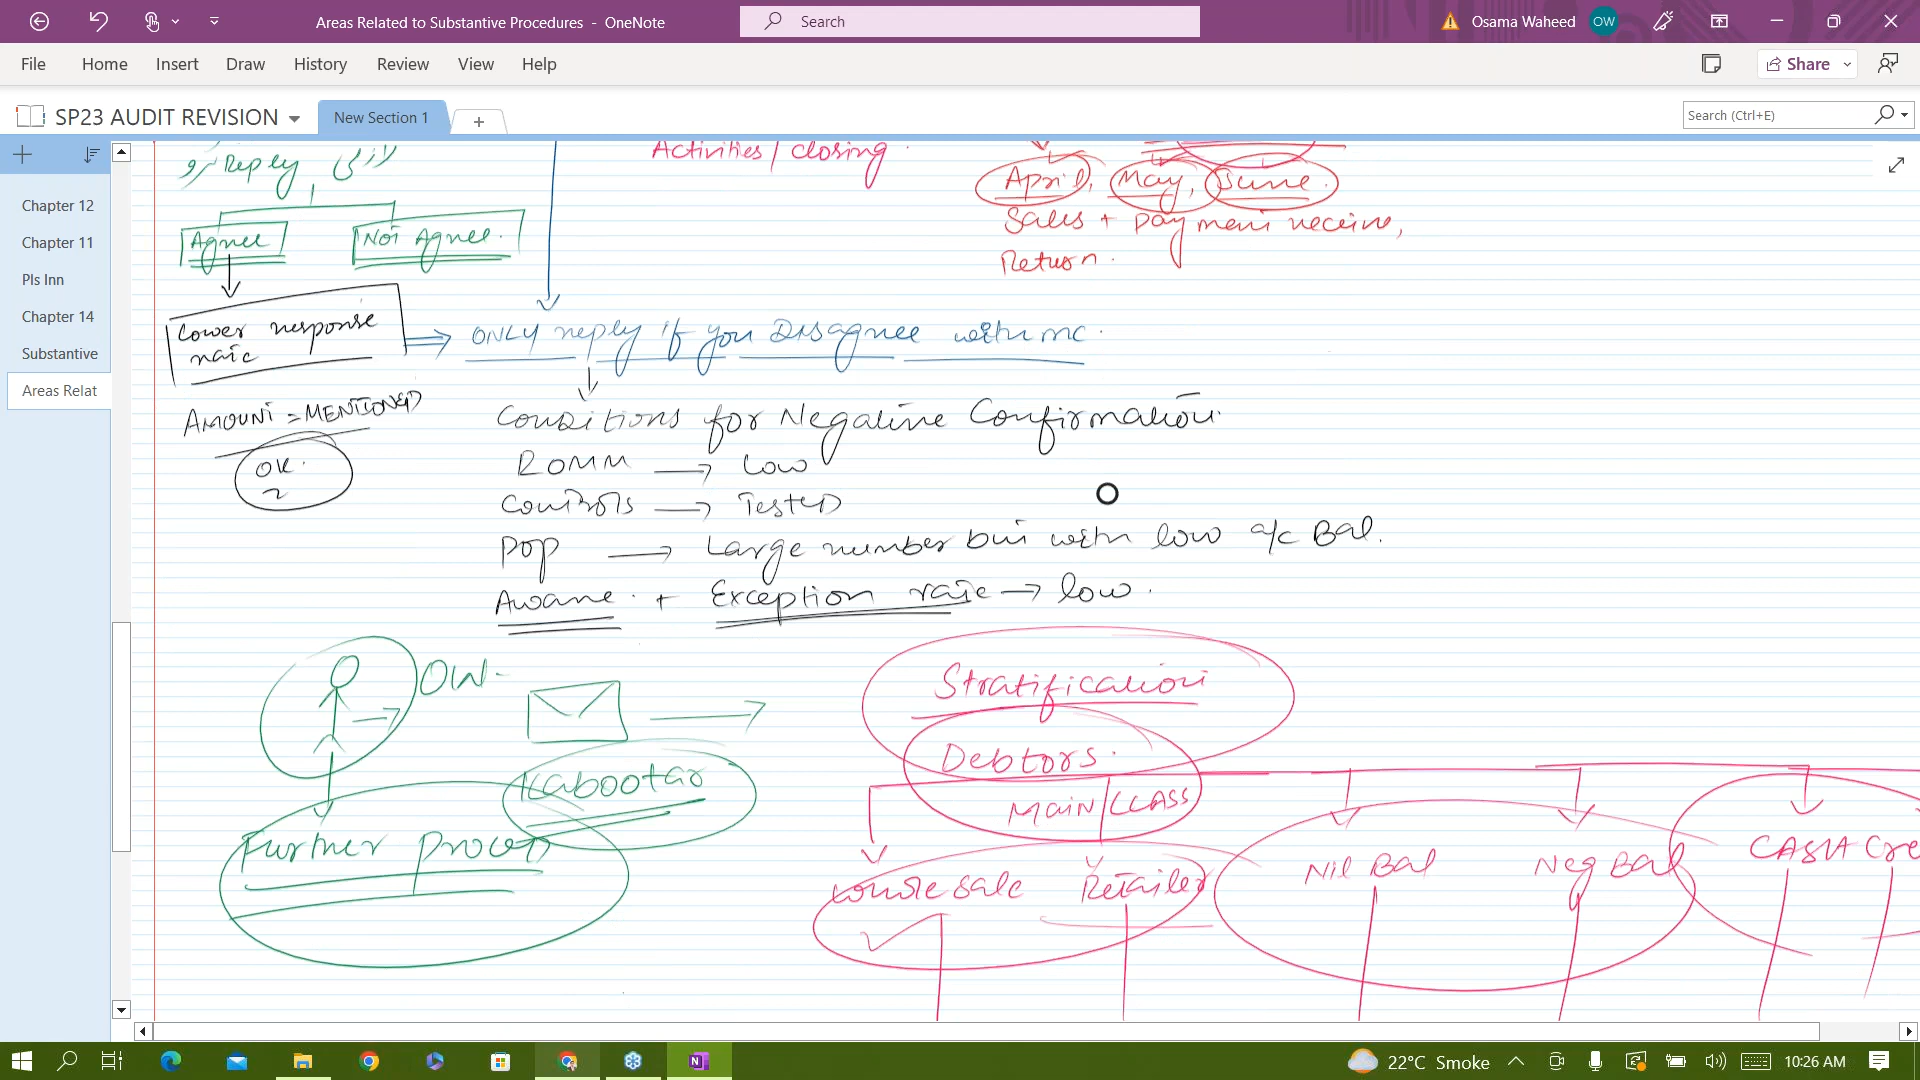 Areas Related to Substantive Procedures - OneNote
Search
Osama Waheed
OW
File Home Insert Draw History Review View Help
Share
SP23 AUDIT REVISION
New Section 1
Search (Ctrl+E)
Chapter 12
Chapter 11
Pls Inn
Chapter 14
Substantive
Areas Relat
Reply
Activities / closing.
April, May, June.
Sales + payment receive,
Return.
Agree
Not Agree.
Lower response
rate
ONLY reply if you Disagree with me.
AMOUNT = MENTIONED
OK.
Conditions for Negative Confirmation.
ROMM → Low
Controls → Tested
Pop → Large number but with low a/c Bal.
Aware + Exception rate → low.
OW
Kabootar
Further Proced
Stratification
Debtors.
Main/CLASS
Wholesale
Retailer
Nil Bal
Neg Bal
CASH
Cre
22°C Smoke
10:26 AM